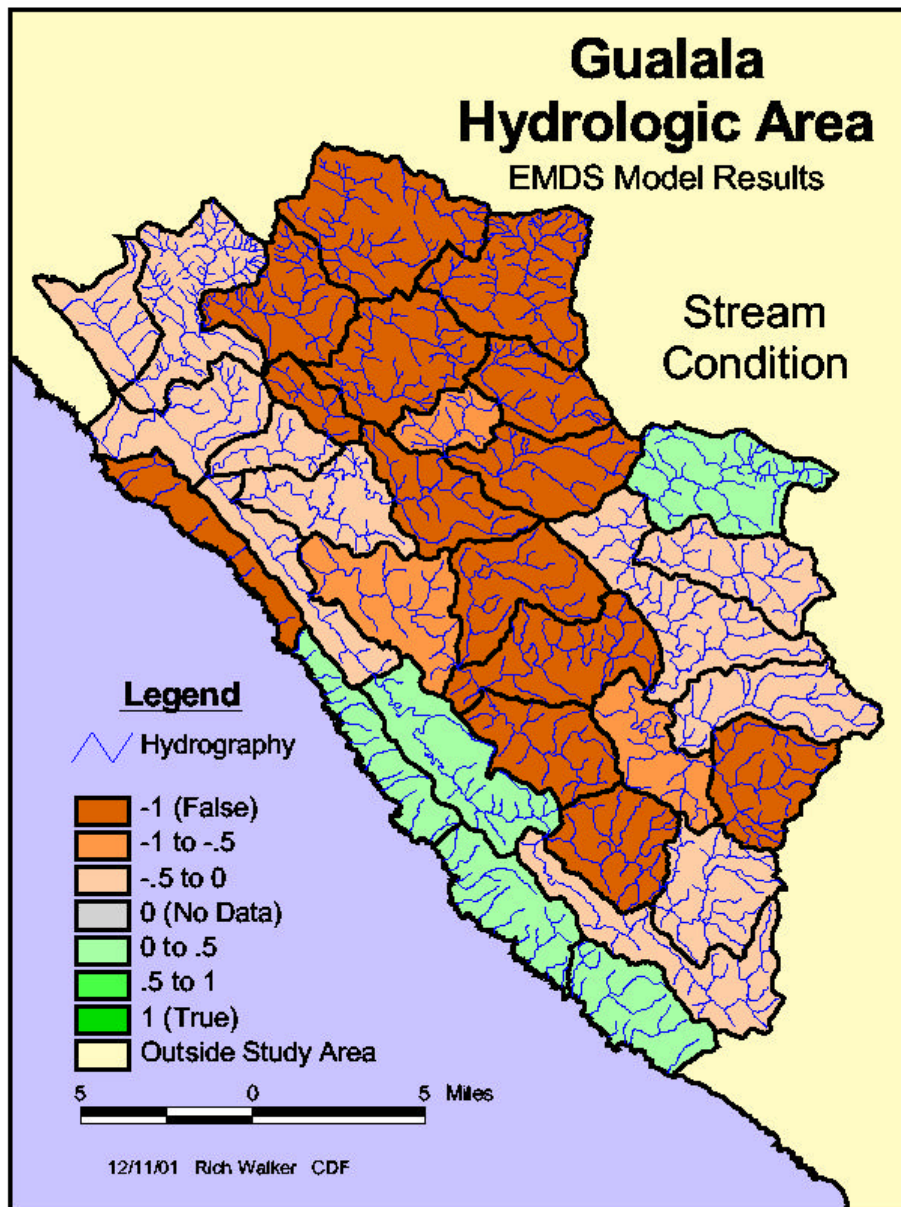 Gualala
Hydrologic Area
EMDS Model Results
Stream
Condition
Legend
Hydrography
-1 (False)
-1 to -.5
-.5 to 0
0 (No Data)
0 to .5
.5 to 1
1 (True)
Outside Study Area
5 0 5 Miles
12/11/01 Rich Walker CDF